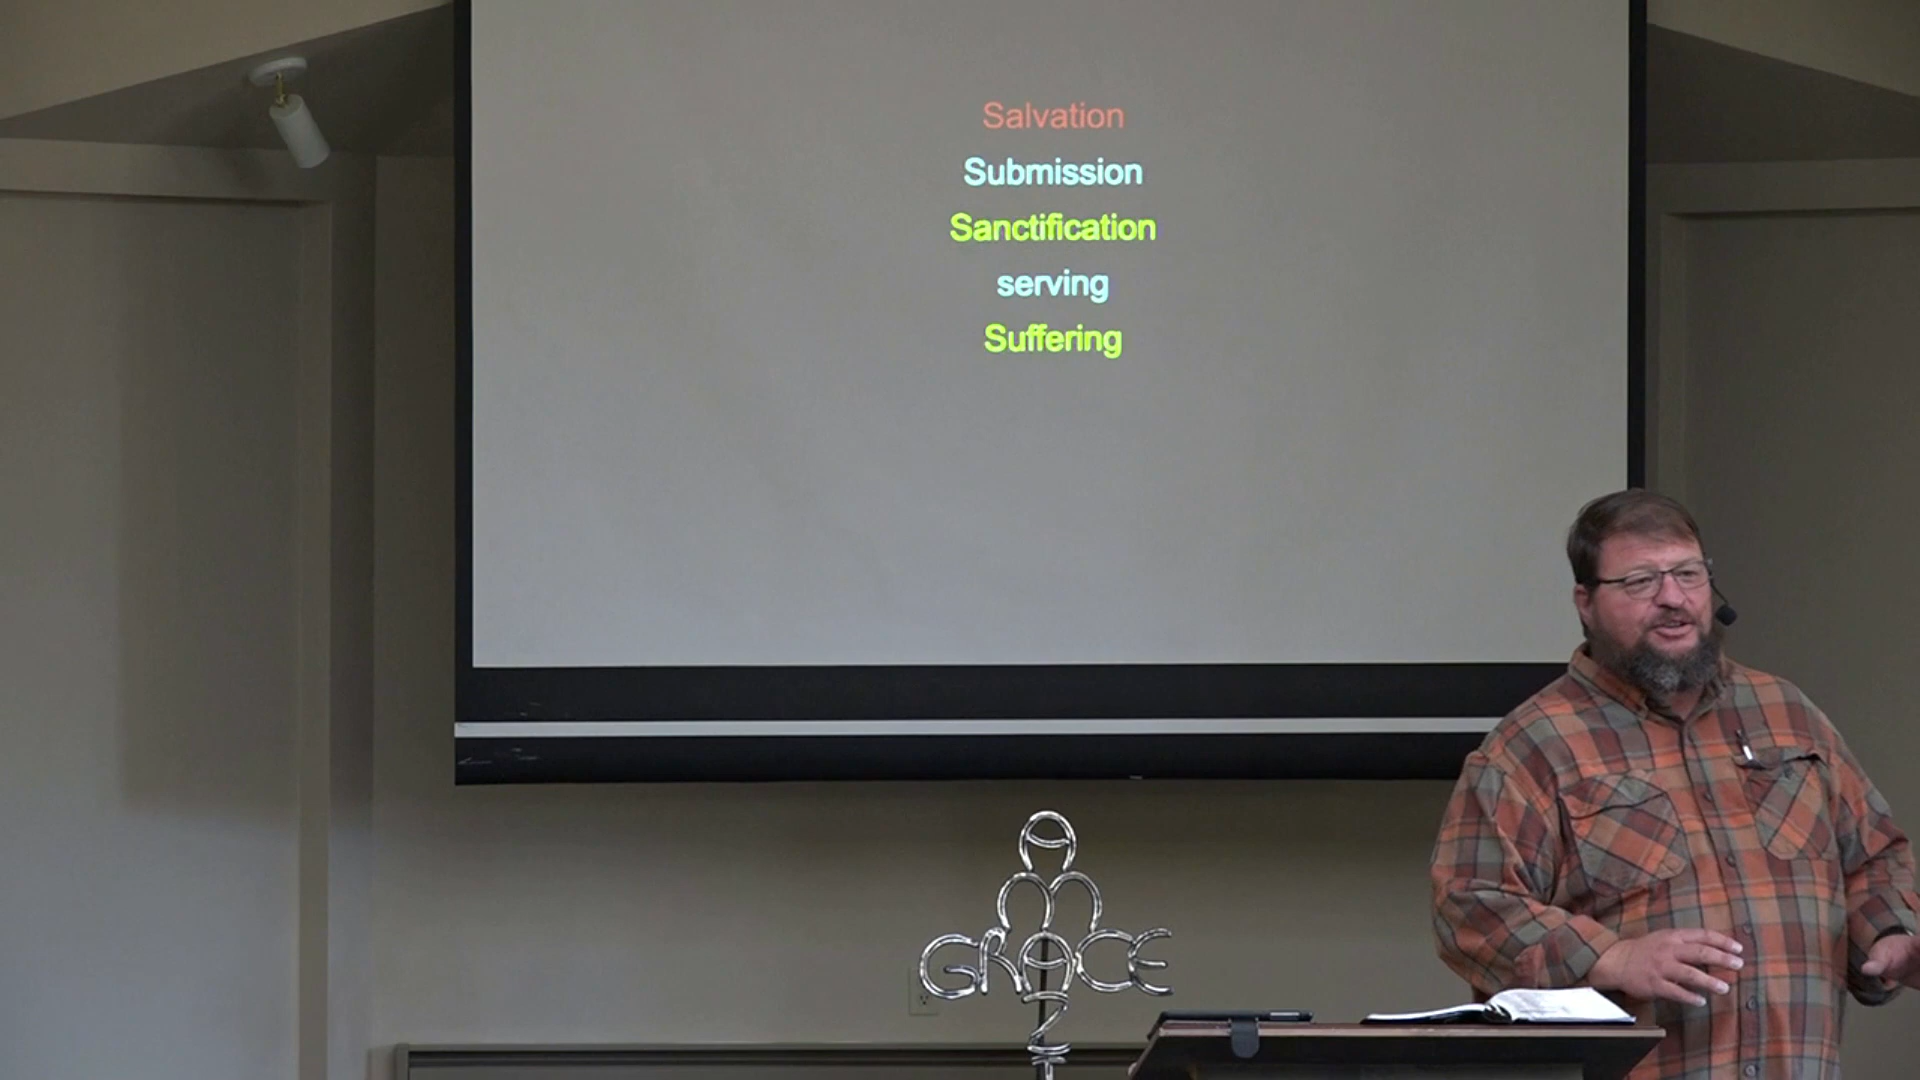 Salvation
Submission
Sanctification
serving
Suffering
GRACE